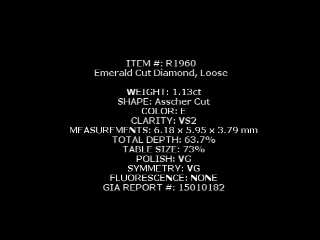 ITEM #: R1960
Emerald Cut Diamond, Loose
WEIGHT: 1.13ct
SHAPE: Asscher Cut
COLOR: E
CLARITY: VS2
MEASUREMENTS: 6.18 x 5.95 x 3.79 mm
TOTAL DEPTH: 63.7%
TABLE SIZE: 73%
POLISH: VG
SYMMETRY: VG
FLUORESCENCE: NONE
GIA REPORT #: 15010182